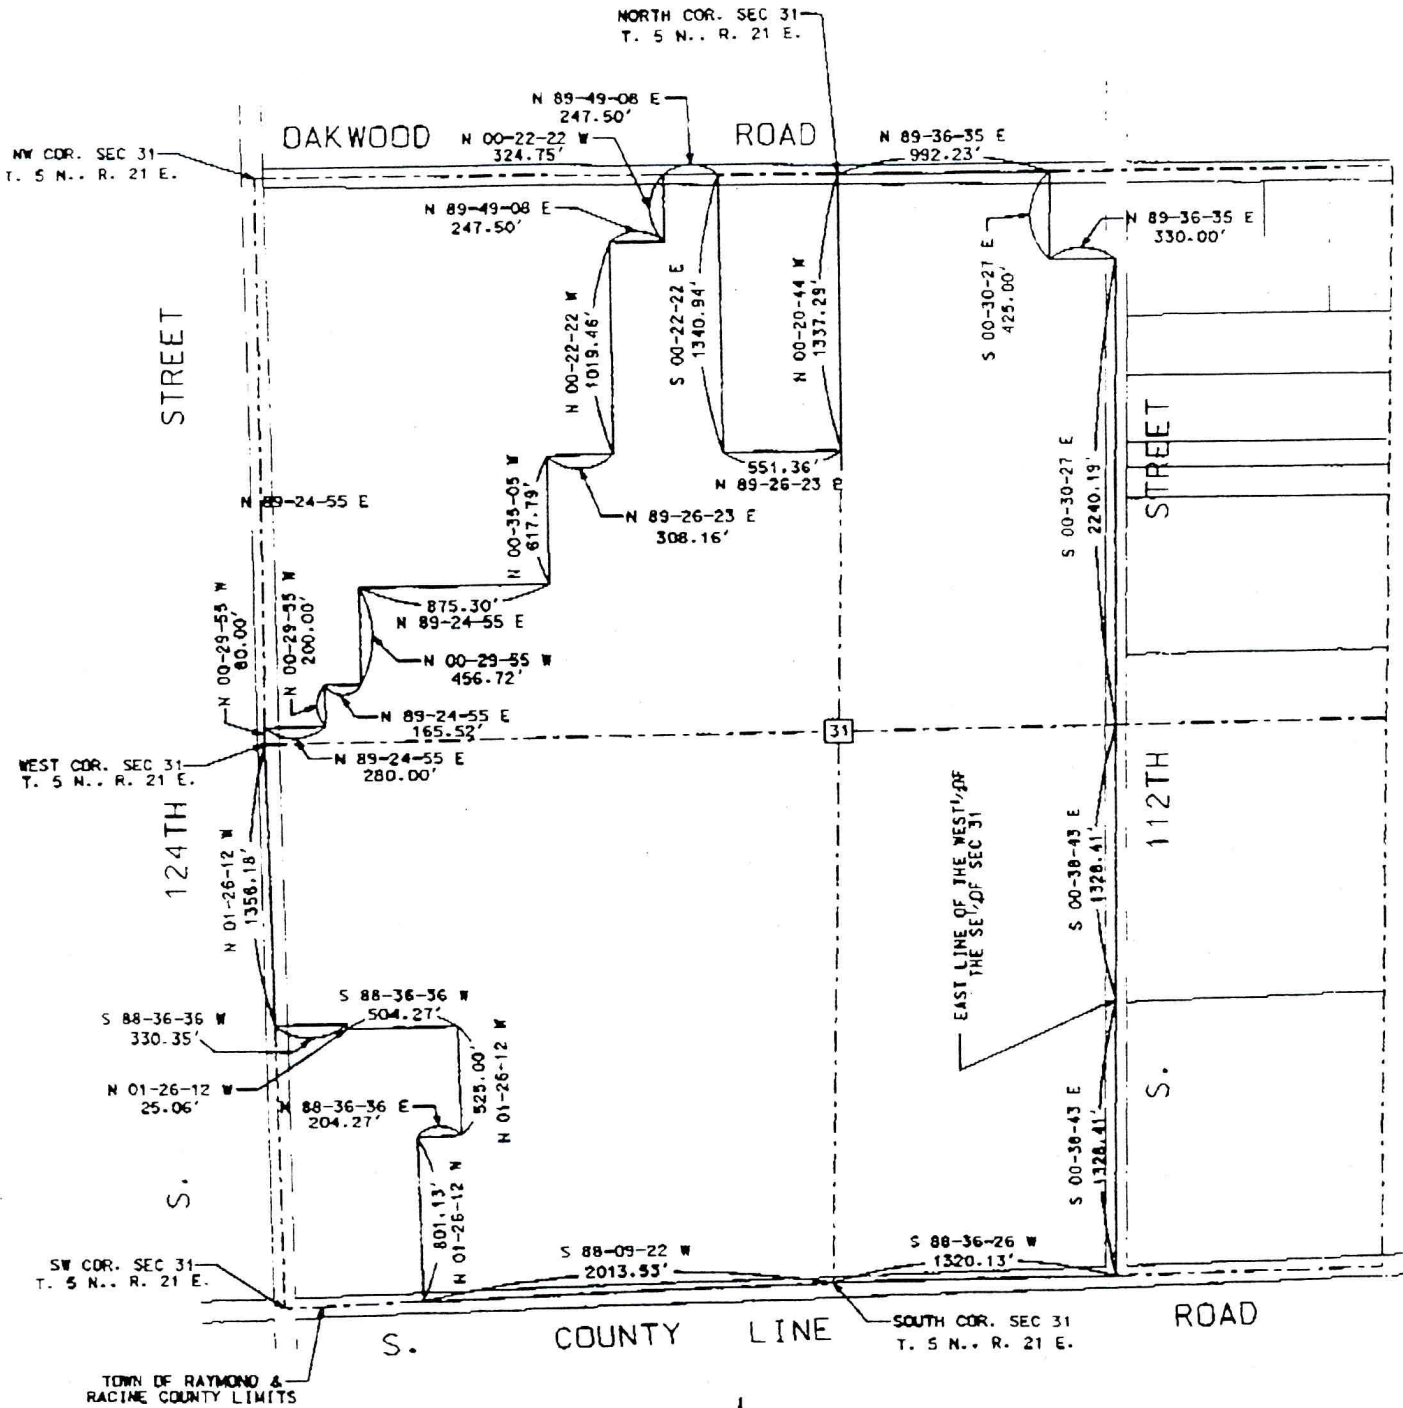 NORTH COR. SEC 31
T. 5 N.. R. 21 E.
N 89-49-08 E
247.50'
OAKWOOD ROAD
N 00-22-22 W
324.75'
N 89-36-35 E
992.23'
NW COR. SEC 31
T. 5 N.. R. 21 E.
N 89-49-08 E
247.50'
N 89-36-35 E
330.00'
S 00-30-27 E
425.00'
N 00-22-22 W
1019.46'
S 00-22-22 E
1340.94'
N 00-20-44 W
1337.29'
STREET
N 89-24-55 E
N 00-35-05 W
617.79'
551.36'
N 89-26-23 E
N 89-26-23 E
308.16'
S 00-30-27 E
2240.19'
STREET
875.30'
N 89-24-55 E
N 00-29-55 W
80.00'
N 00-29-55 W
200.00'
N 00-29-55 W
456.72'
N 89-24-55 E
165.52'
31
WEST COR. SEC 31
T. 5 N.. R. 21 E.
N 89-24-55 E
280.00'
124TH
112TH
N 01-26-12 W
1356.18'
EAST LINE OF THE WEST 1/2 OF
THE SE 1/4 OF SEC 31
S 00-38-43 E
1328.41'
S 88-36-36 W
504.27'
S 88-36-36 W
330.35'
N 01-26-12 W
25.06'
525.00'
N 01-26-12 W
N 88-36-36 E
204.27'
S 00-38-43 E
1328.41'
S.
S.
801.13'
N 01-26-12 W
S 88-09-22 W
2013.53'
S 88-36-26 W
1320.13'
SW COR. SEC 31
T. 5 N.. R. 21 E.
S. COUNTY LINE ROAD
SOUTH COR. SEC 31
T. 5 N.. R. 21 E.
TOWN OF RAYMOND &
RACINE COUNTY LIMITS